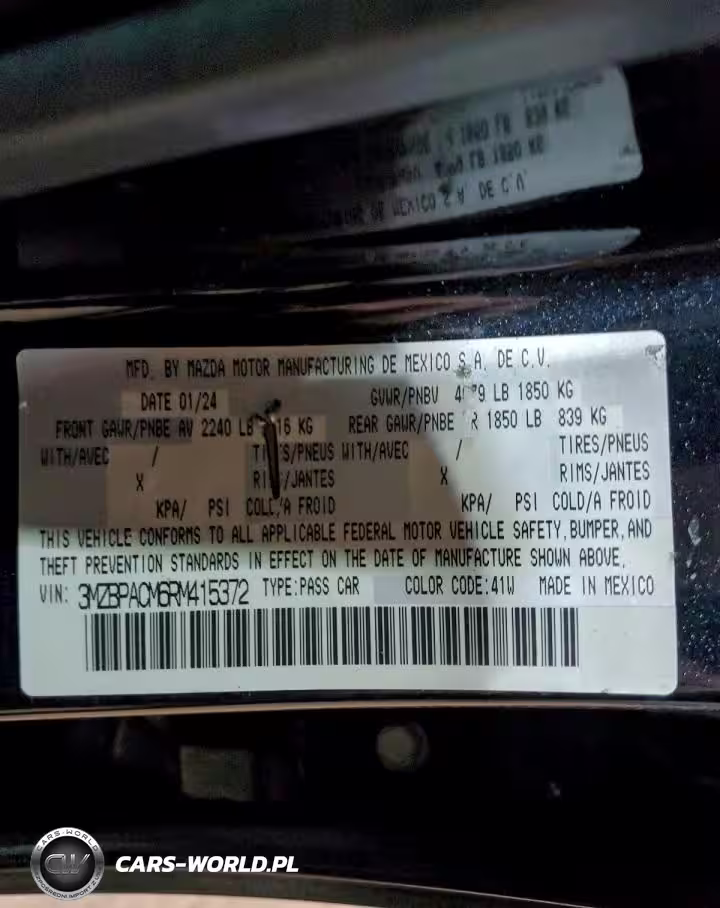 MFD. BY MAZDA MOTOR MANUFACTURING DE MEXICO S.A. DE C.V.
DATE 01/24 GVWR/PNBV LB 1850 KG
FRONT GAWR/PNBE AV 2240 LB KG REAR GAWR/PNBE 1850 LB 839 KG
WITH/AVEC / TIRES/PNEUS WITH/AVEC / TIRES/PNEUS
X RIMS/JANTES X RIMS/JANTES
KPA/ PSI COLD/A FROID KPA/ PSI COLD/A FROID
THIS VEHICLE CONFORMS TO ALL APPLICABLE FEDERAL MOTOR VEHICLE SAFETY, BUMPER, AND
THEFT PREVENTION STANDARDS IN EFFECT ON THE DATE OF MANUFACTURE SHOWN ABOVE.
VIN: 3MZBPACM6RM415372 TYPE:PASS CAR COLOR CODE:41W MADE IN MEXICO
CARS-WORLD
CW
CARS-WORLD.PL